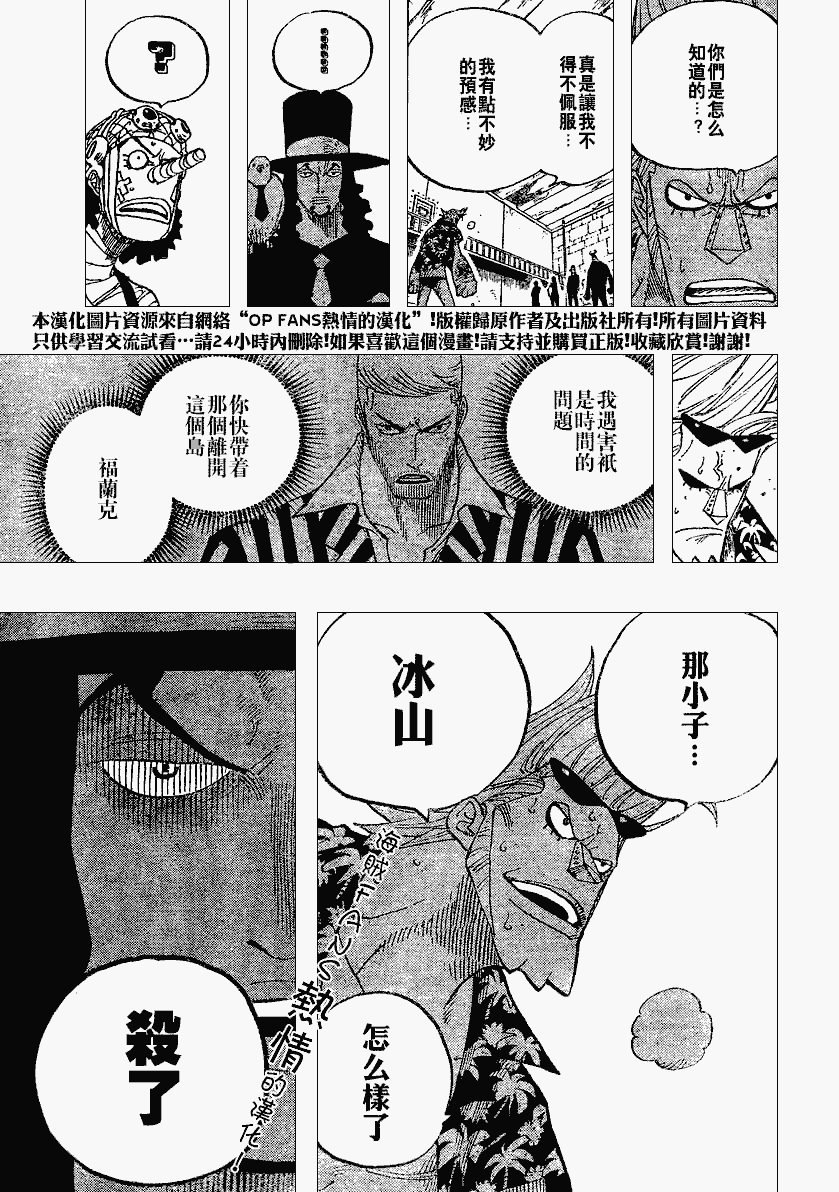 你們是怎么
知道的…?
真是讓我不
得不佩服…
我有點不妙
的預感…
……
?
本漢化圖片資源來自網絡“OP FANS熱情的漢化”!版權歸原作者及出版社所有!所有圖片資料
只供學習交流試看…請24小時內刪除!如果喜歡這個漫畫!請支持並購買正版!收藏欣賞!謝謝!
我遇害衹
是時間的
問題
你快帶着
那個離開
這個島
福蘭克
那小子…
冰山
怎么樣了
殺了
海賊FANS熱情的漢化!